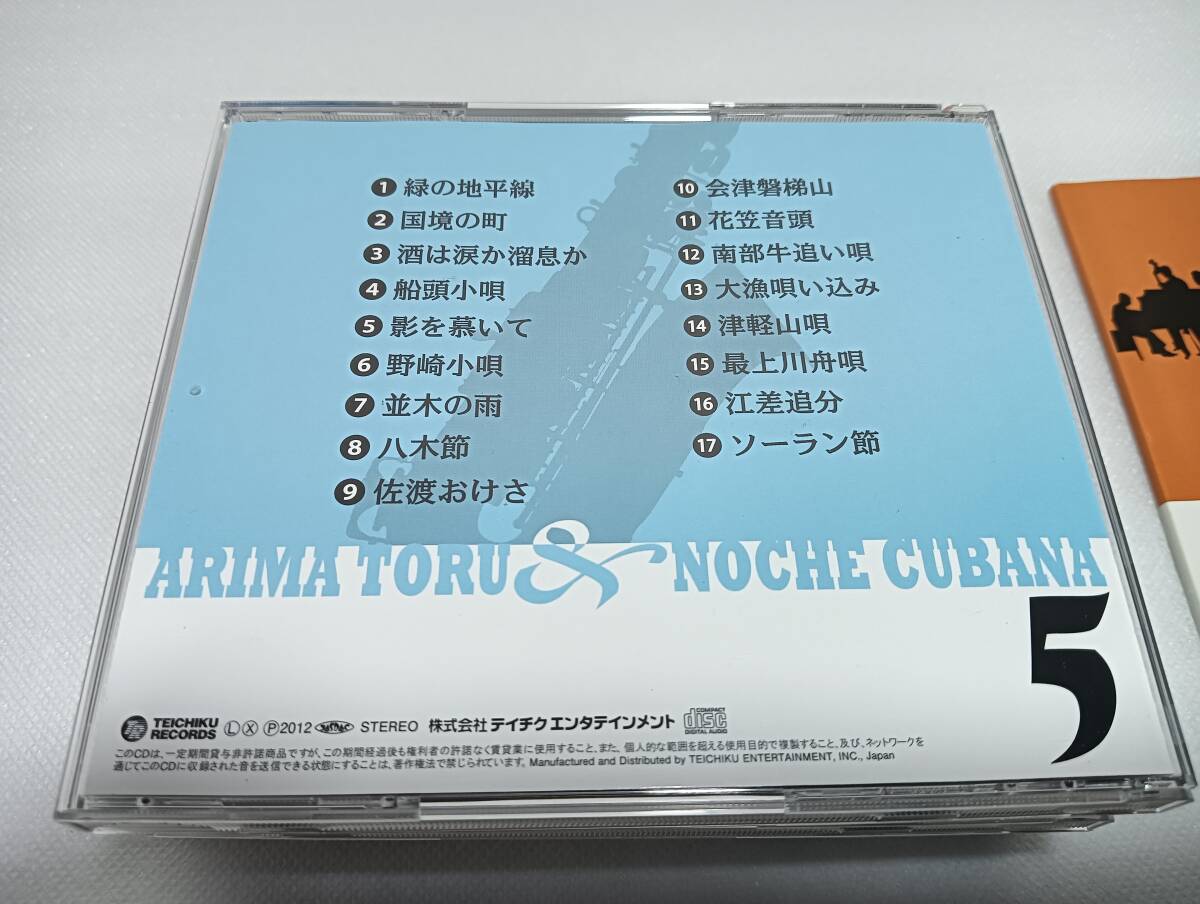 1 緑の地平線
2 国境の町
3 酒は涙か溜息か
4 船頭小唄
5 影を慕いて
6 野崎小唄
7 並木の雨
8 八木節
9 佐渡おけさ
10 会津磐梯山
11 花笠音頭
12 南部牛追い唄
13 大漁唄い込み
14 津軽山唄
15 最上川舟唄
16 江差追分
17 ソーラン節
ARIMA TORU & NOCHE CUBANA
5
TEICHIKU RECORDS Ⓛ Ⓧ Ⓟ2012 STEREO 株式会社テイチクエンタテインメント COMPACT disc DIGITAL AUDIO
このCDは、一定期間貸与非許諾商品ですが、この期間経過後も権利者の許諾なく賃貸業に使用すること、また、個人的な範囲を超える使用目的で複製すること、及び、ネットワークを
通じてこのCDに収録された音を送信できる状態にすることは、著作権法で禁じられています。Manufactured and Distributed by TEICHIKU ENTERTAINMENT, INC., Japan